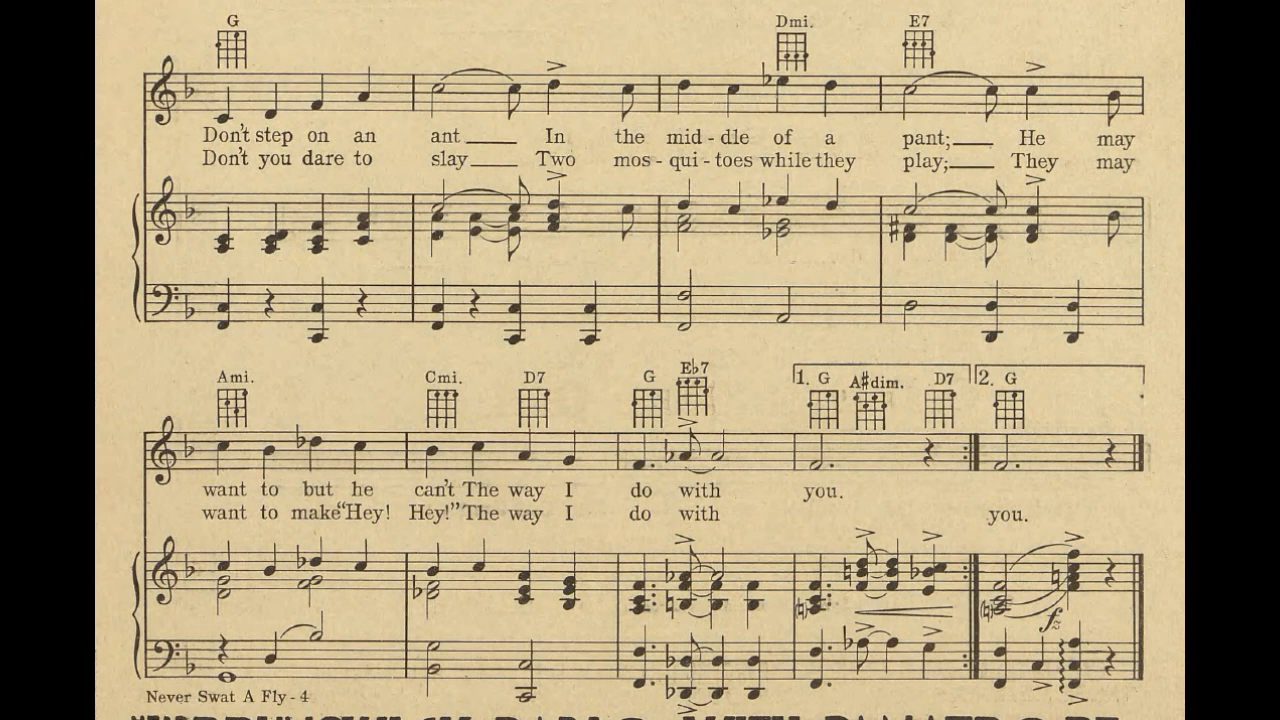 G Dmi. E7
Don't step on an ant In the mid - dle of a pant; He may
Don't you dare to slay Two mos - qui - toes while they play; They may
Ami. Cmi. D7 G Eb7 1. G A#dim. D7 2. G
want to but he can't The way I do with you.
want to make "Hey! Hey!" The way I do with you.
fz
Never Swat A Fly - 4